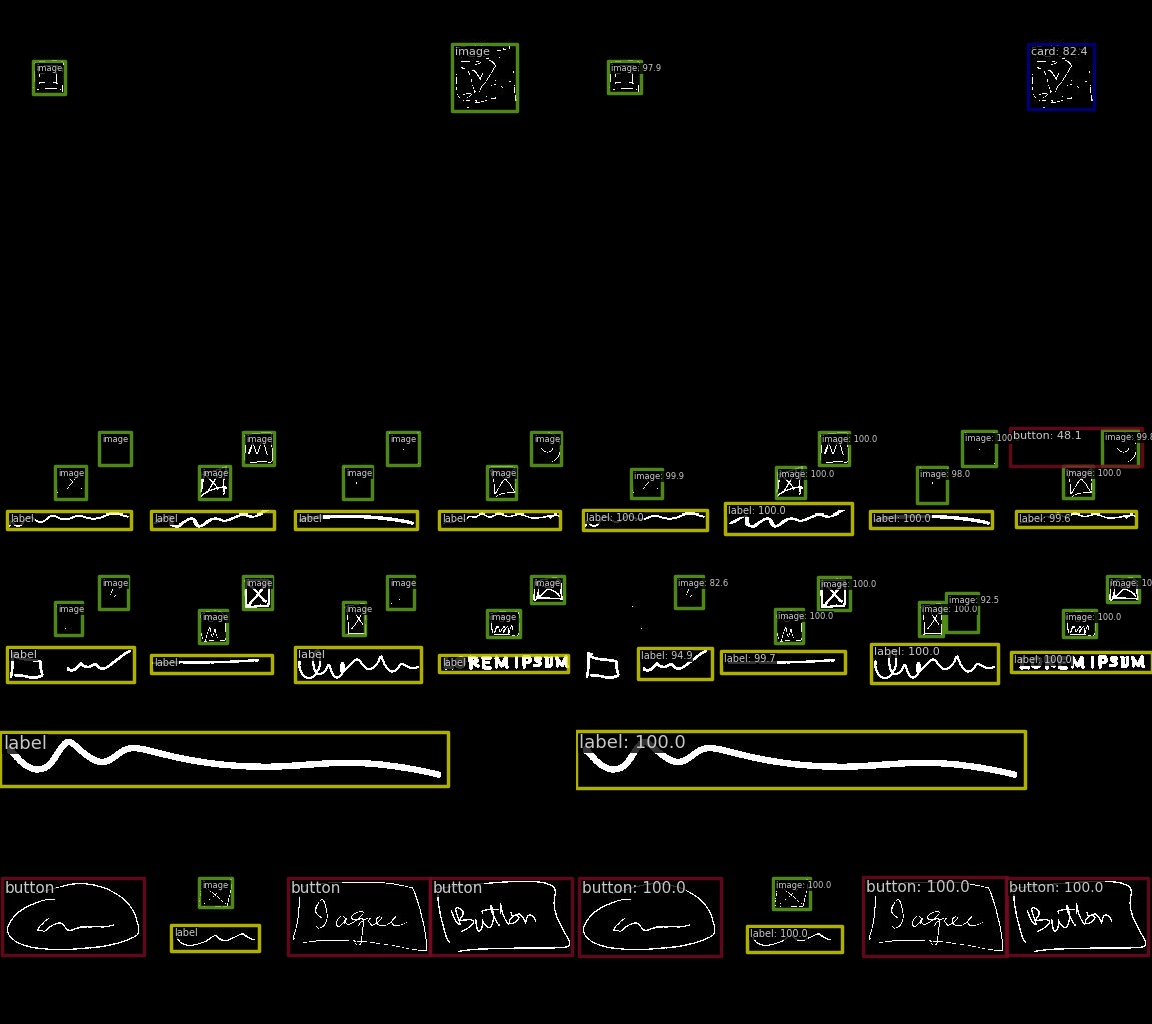 image image image: 97.9 card: 82.4
image image image image image: 100.0 image: 100 button: 48.1 image: 99.8
image image image image image: 99.9 image: 100.0 image: 98.0 image: 100.0
label label label label label: 100.0 label: 100.0 label: 100.0 label: 99.6
image image image image image: 82.6 image: 100.0 image: 92.5 image: 10
image image image image image: 100.0 image: 100.0 image: 100.0
label label label label REM IPSUM label: 94.9 label: 99.7 label: 100.0 label: 100.0 M IPSUM
label label: 100.0
button image button button button: 100.0 image: 100.0 button: 100.0 button: 100.0
Button Button
label label: 100.0